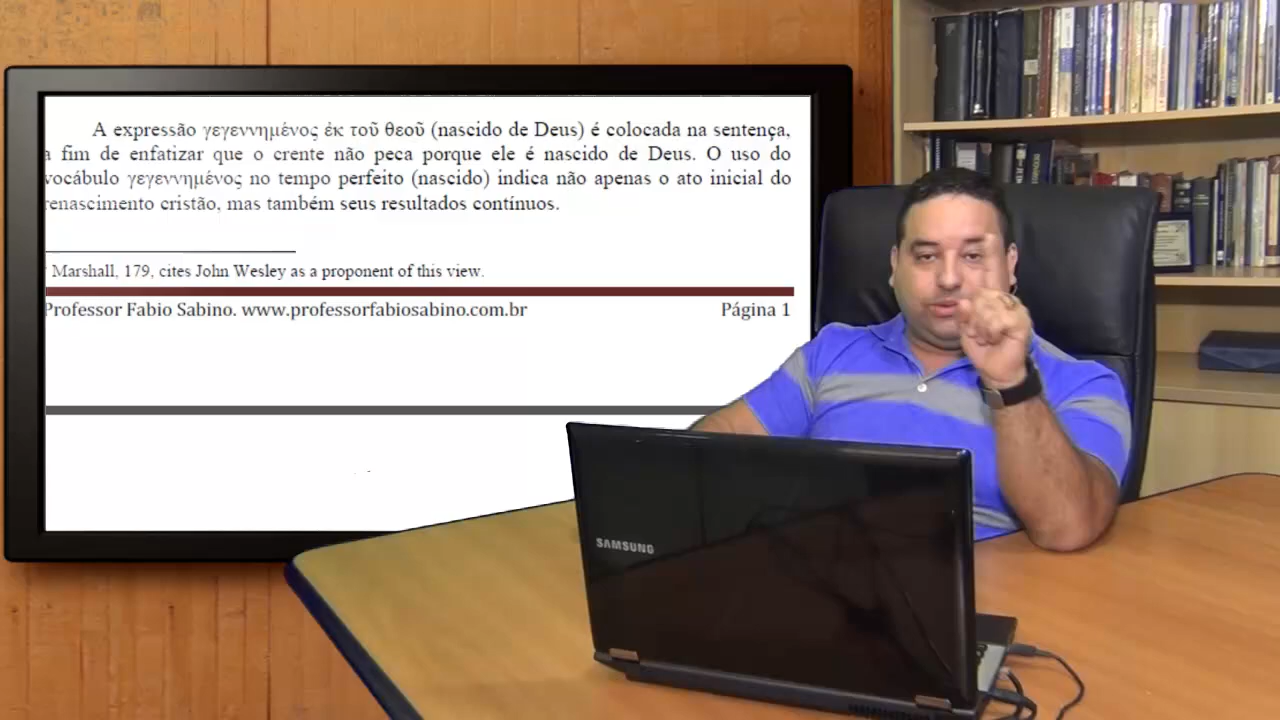 A expressão γεγεννημένος ἐκ τοῦ θεοῦ (nascido de Deus) é colocada na sentença,
a fim de enfatizar que o crente não peca porque ele é nascido de Deus. O uso do
vocábulo γεγεννημένος no tempo perfeito (nascido) indica não apenas o ato inicial do
renascimento cristão, mas também seus resultados contínuos.
Marshall, 179, cites John Wesley as a proponent of this view.
Professor Fabio Sabino. www.professorfabiosabino.com.br Página 1
SAMSUNG